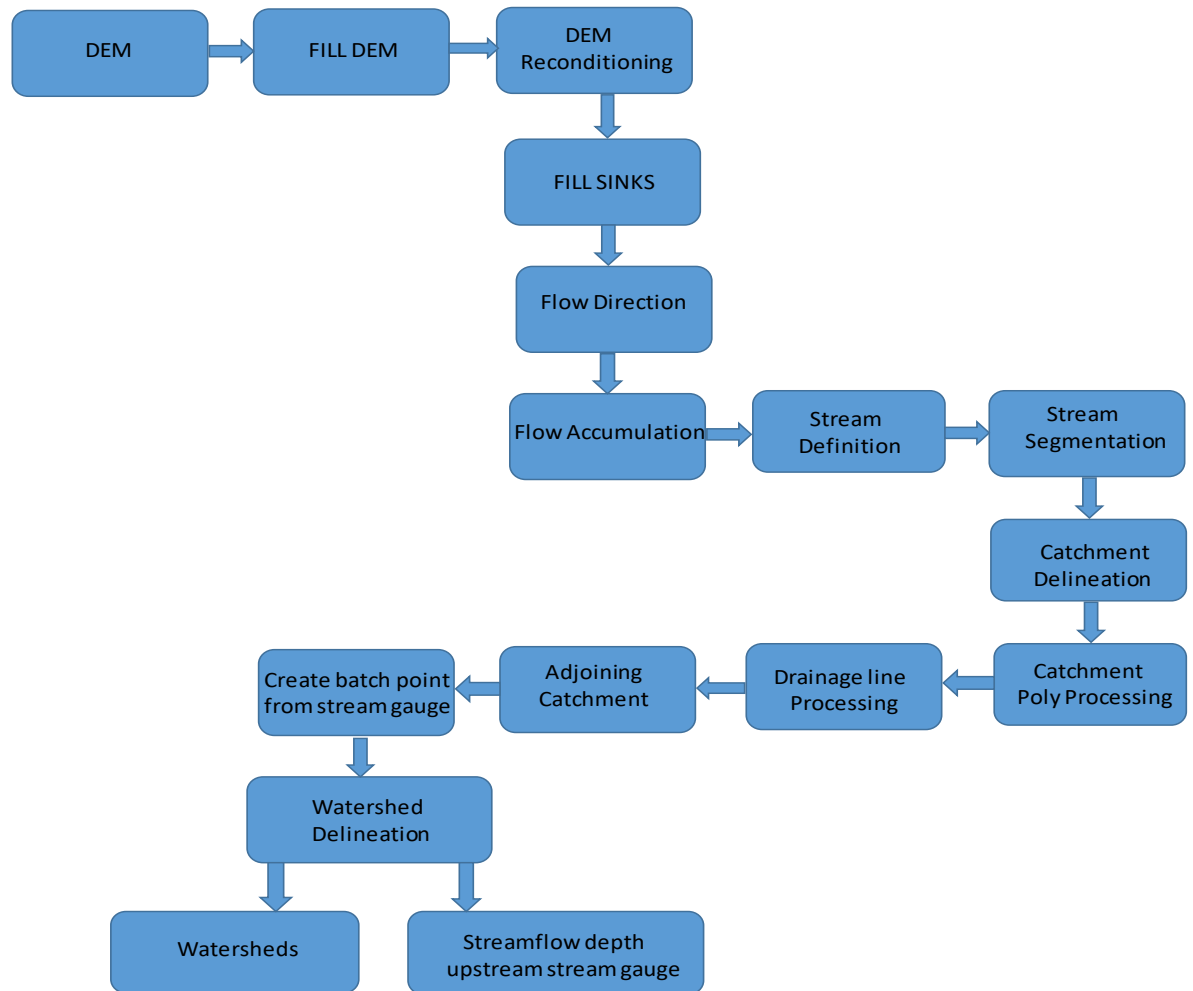 DEM
FILL DEM
DEM
Reconditioning
FILL SINKS
Flow Direction
Flow Accumulation
Stream
Definition
Stream
Segmentation
Catchment
Delineation
Catchment
Poly Processing
Drainage line
Processing
Adjoining
Catchment
Create batch point
from stream gauge
Watershed
Delineation
Watersheds
Streamflow depth
upstream stream gauge